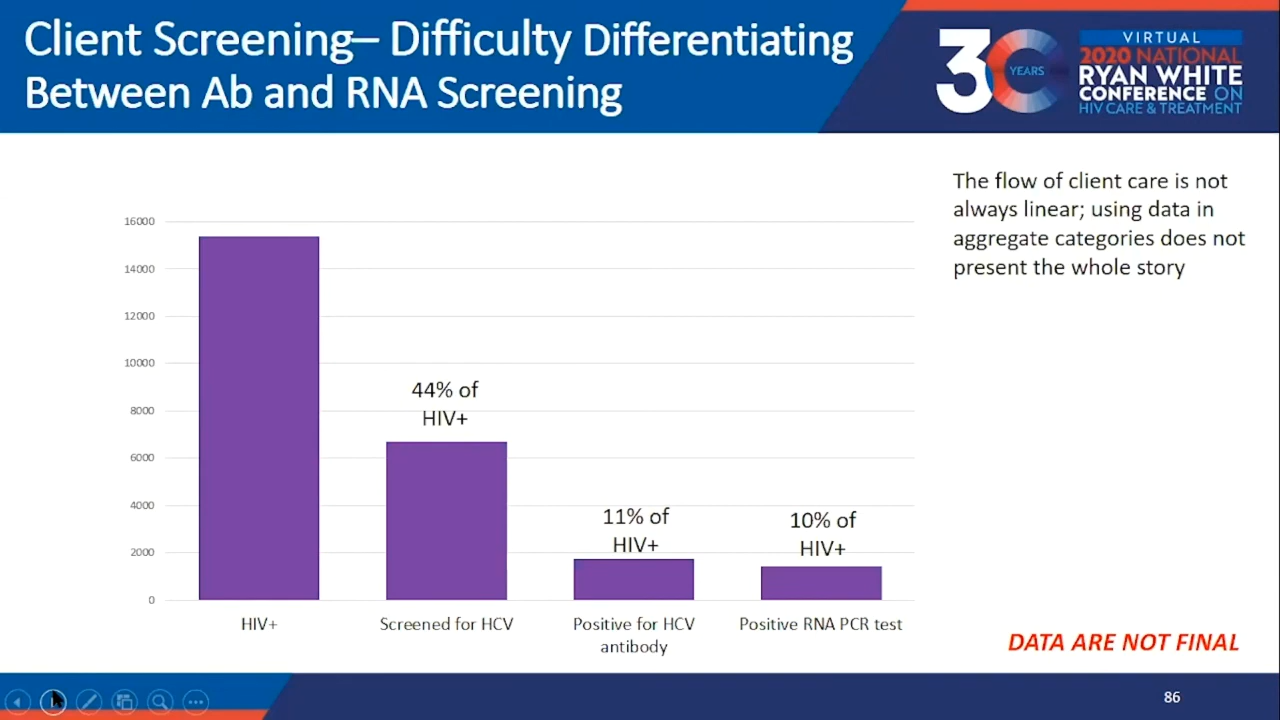 Client Screening– Difficulty Differentiating
Between Ab and RNA Screening
30
YEARS
VIRTUAL
2020 NATIONAL
RYAN WHITE
CONFERENCE ON
HIV CARE & TREATMENT
The flow of client care is not
always linear; using data in
aggregate categories does not
present the whole story
16000
14000
12000
10000
8000
6000
4000
2000
0
44% of
HIV+
11% of
HIV+
10% of
HIV+
HIV+
Screened for HCV
Positive for HCV
antibody
Positive RNA PCR test
DATA ARE NOT FINAL
86